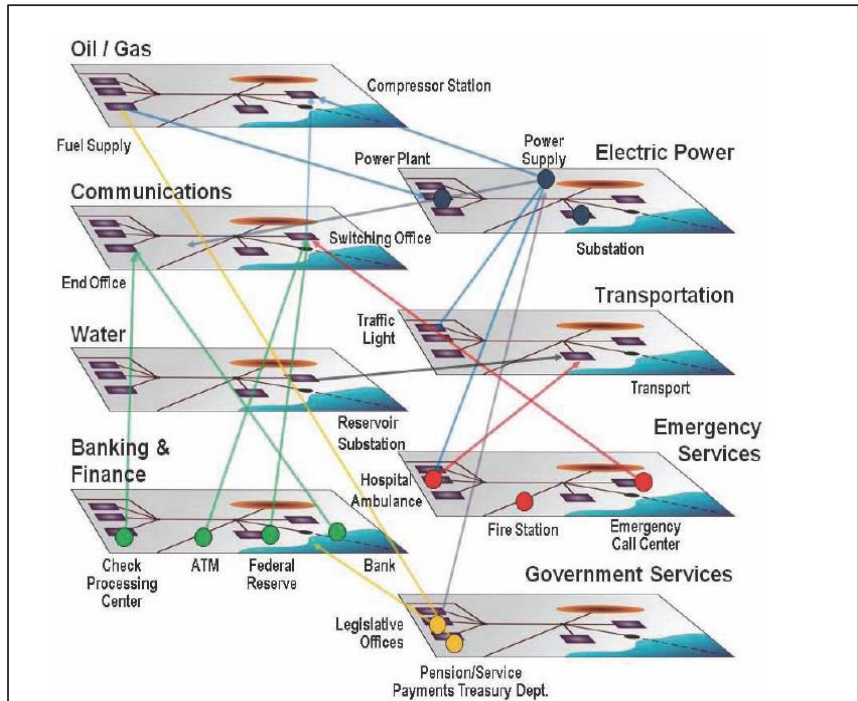 Oil / Gas
Compressor Station
Fuel Supply
Power Plant
Power
Supply
Electric Power
Substation
Communications
Switching Office
End Office
Transportation
Traffic
Light
Transport
Water
Reservoir
Substation
Emergency
Services
Hospital
Ambulance
Fire Station
Emergency
Call Center
Banking &
Finance
Check
Processing
Center
ATM
Federal
Reserve
Bank
Government Services
Legislative
Offices
Pension/Service
Payments Treasury Dept.